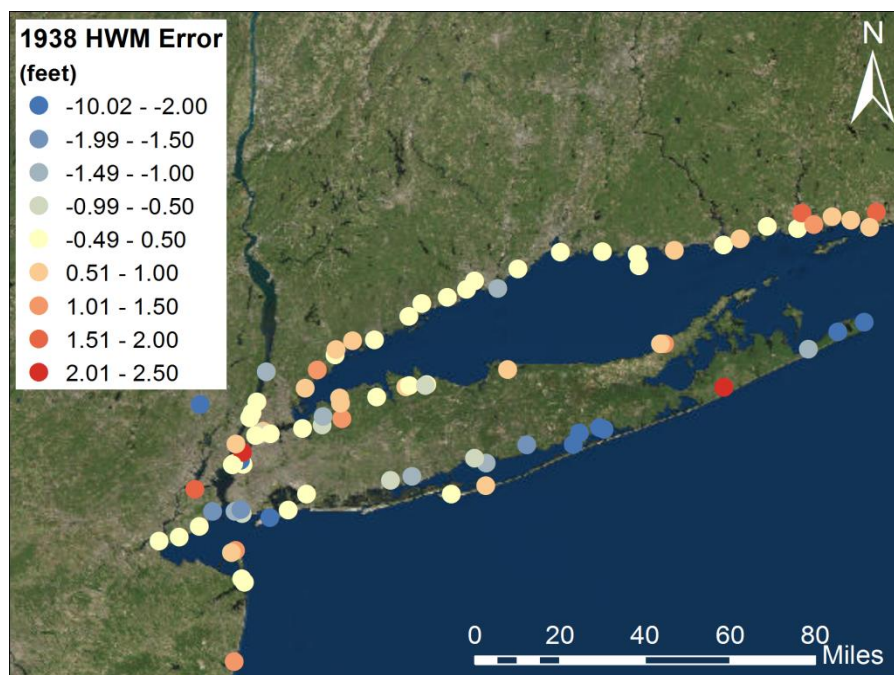 1938 HWM Error
(feet)
-10.02 - -2.00
-1.99 - -1.50
-1.49 - -1.00
-0.99 - -0.50
-0.49 - 0.50
0.51 - 1.00
1.01 - 1.50
1.51 - 2.00
2.01 - 2.50
N
0 20 40 60 80
Miles